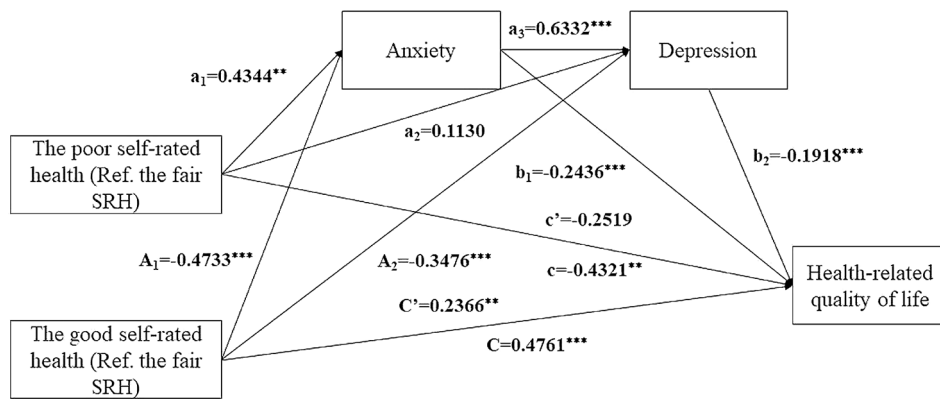 a₃=0.6332***
Anxiety
Depression
a₁=0.4344**
a₂=0.1130
The poor self-rated
health (Ref. the fair
SRH)
b₁=-0.2436***
b₂=-0.1918***
c’=-0.2519
A₁=-0.4733***
A₂=-0.3476***
c=-0.4321**
Health-related
quality of life
C’=0.2366**
The good self-rated
health (Ref. the fair
SRH)
C=0.4761***